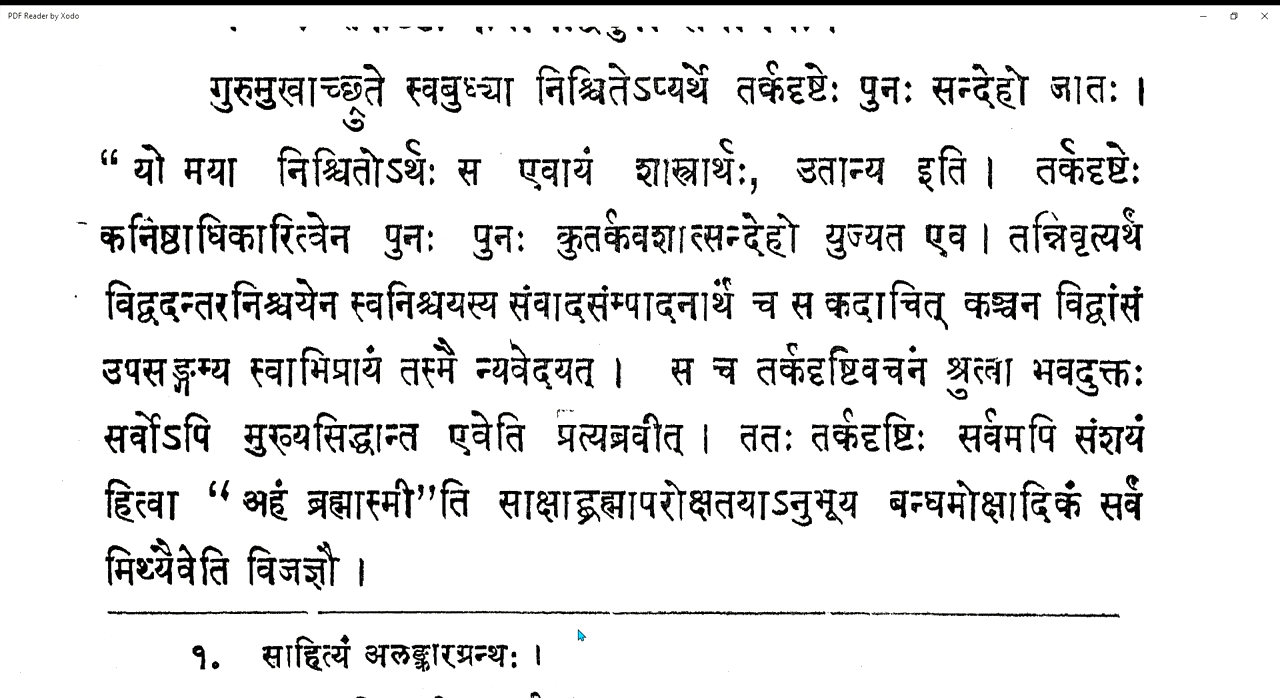 PDF Reader by Xodo
गुरुमुखाच्छ्रुते स्वबुध्या निश्चितेऽप्यर्थे तर्कदृष्टेः पुनः सन्देहो जातः ।
“ यो मया निश्चितोऽर्थः स एवायं शास्त्रार्थः, उतान्य इति । तर्कदृष्टेः
कनिष्ठाधिकारित्वेन पुनः पुनः कुतर्कवशात्सन्देहो युज्यत एव । तन्निवृत्यर्थं
विद्वदन्तरनिश्चयेन स्वनिश्चयस्य संवादसंम्पादनार्थं च स कदाचित् कञ्चन विद्वांसं
उपसङ्गम्य स्वाभिप्रायं तस्मै न्यवेदयत् । स च तर्कदृष्टिवचनं श्रुत्वा भवदुक्तः
सर्वोऽपि मुख्यसिद्धान्त एवेति प्रत्यब्रवीत् । ततः तर्कदृष्टिः सर्वमपि संशयं
हित्वा “ अहं ब्रह्मास्मी”ति साक्षाद्ब्रह्मापरोक्षतयाऽनुभूय बन्धमोक्षादिकं सर्वं
मिथ्यैवेति विजज्ञौ ।
१. साहित्यं अलङ्कारग्रन्थः ।